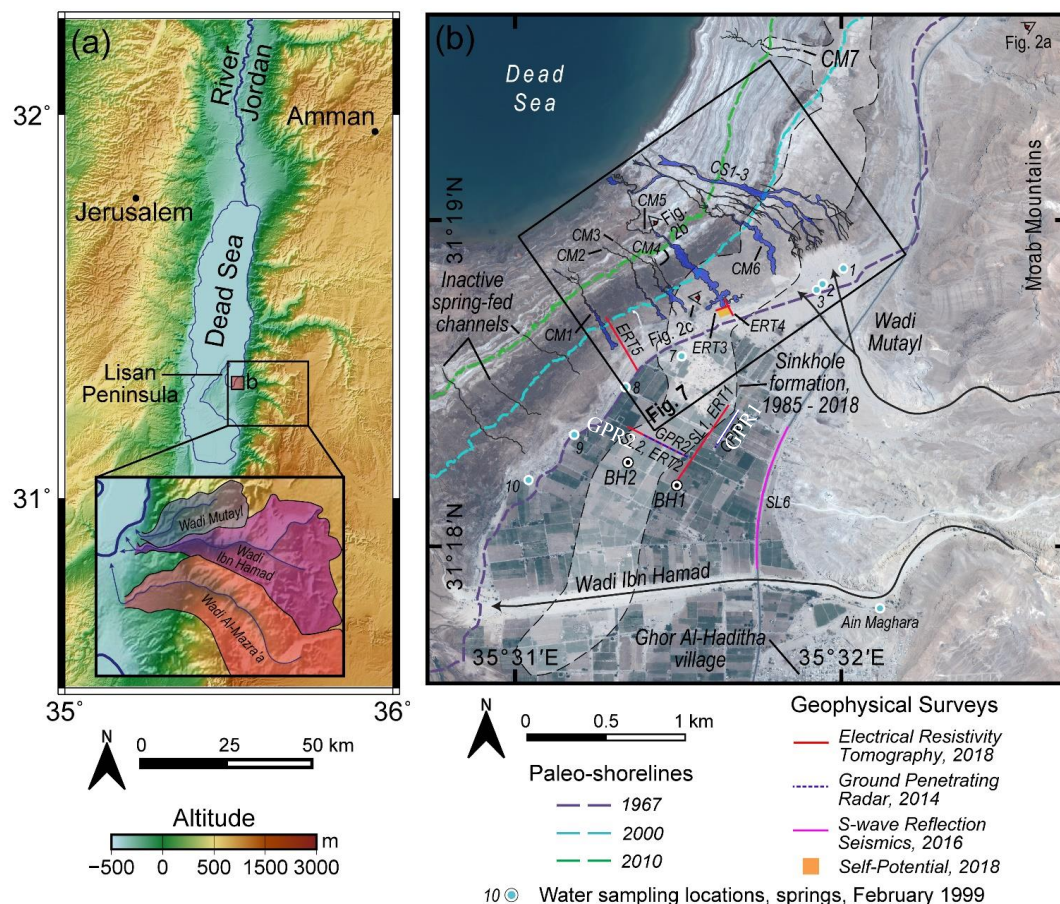 (a)
River
Jordan
32°
Amman
Jerusalem
Dead Sea
Lisan
Peninsula
b
31°
Wadi Mutayl
Wadi
Ibn Hamad
Wadi Al-Mazra'a
35°
36°
N
0 25 50 km
Altitude
m
−500 0 1500 3000
(b)
Dead
Sea
CM7
Fig. 2a
Moab Mountains
31°19′N
CS1-3
CM5
Fig.
2b
CM3
CM2
CM4
CM6
Inactive
spring-fed
channels
CM1
ERT5
Fig. 2c
ERT3
ERT4
1
2
3
Wadi
Mutayl
7
8
Fig. 7
Sinkhole
formation,
1985 - 2018
GPR2
SL2, ERT2
GPR2
SL1, ERT1
GPR1
9
10
BH2
BH1
SL6
31°18′N
Wadi Ibn Hamad
Ain Maghara
Ghor Al-Haditha
village
35°31′E
35°32′E
N
0 0.5 1 km
Paleo-shorelines
1967
2000
2010
Geophysical Surveys
Electrical Resistivity
Tomography, 2018
Ground Penetrating
Radar, 2014
S-wave Reflection
Seismics, 2016
Self-Potential, 2018
10 Water sampling locations, springs, February 1999